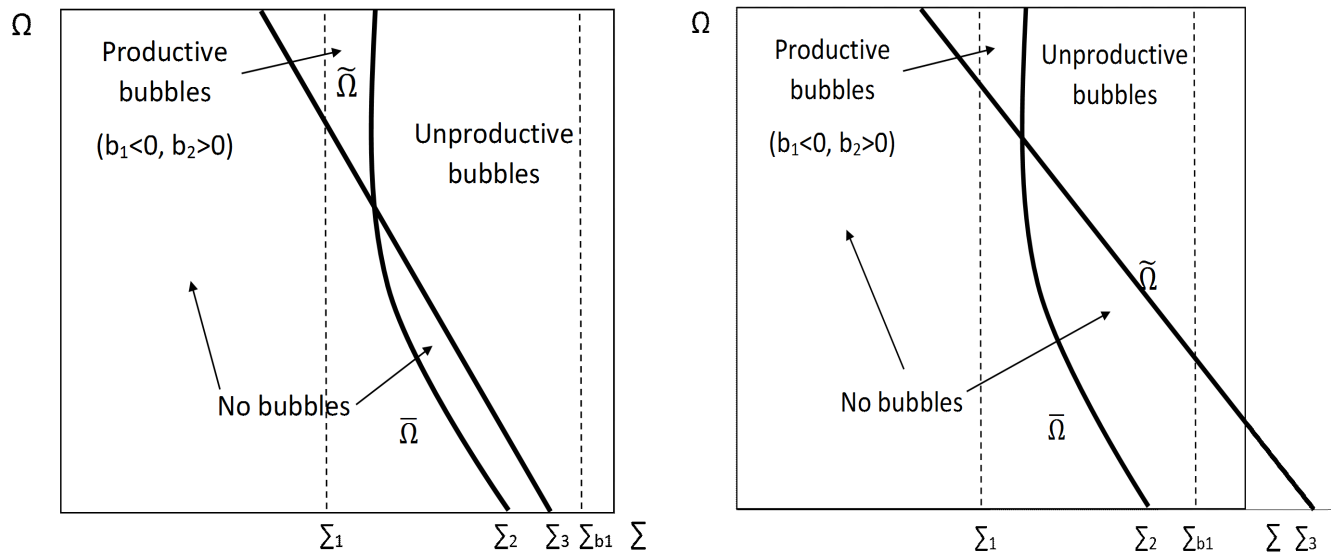 Ω
Productive
bubbles
(b₁<0, b₂>0)
Ω̃
Unproductive
bubbles
No bubbles
Ω̅
∑₁
∑₂
∑₃
∑b1
∑
Ω
Productive
bubbles
(b₁<0, b₂>0)
Unproductive
bubbles
Ω̃
No bubbles
Ω̅
∑₁
∑₂
∑b1
∑
∑₃